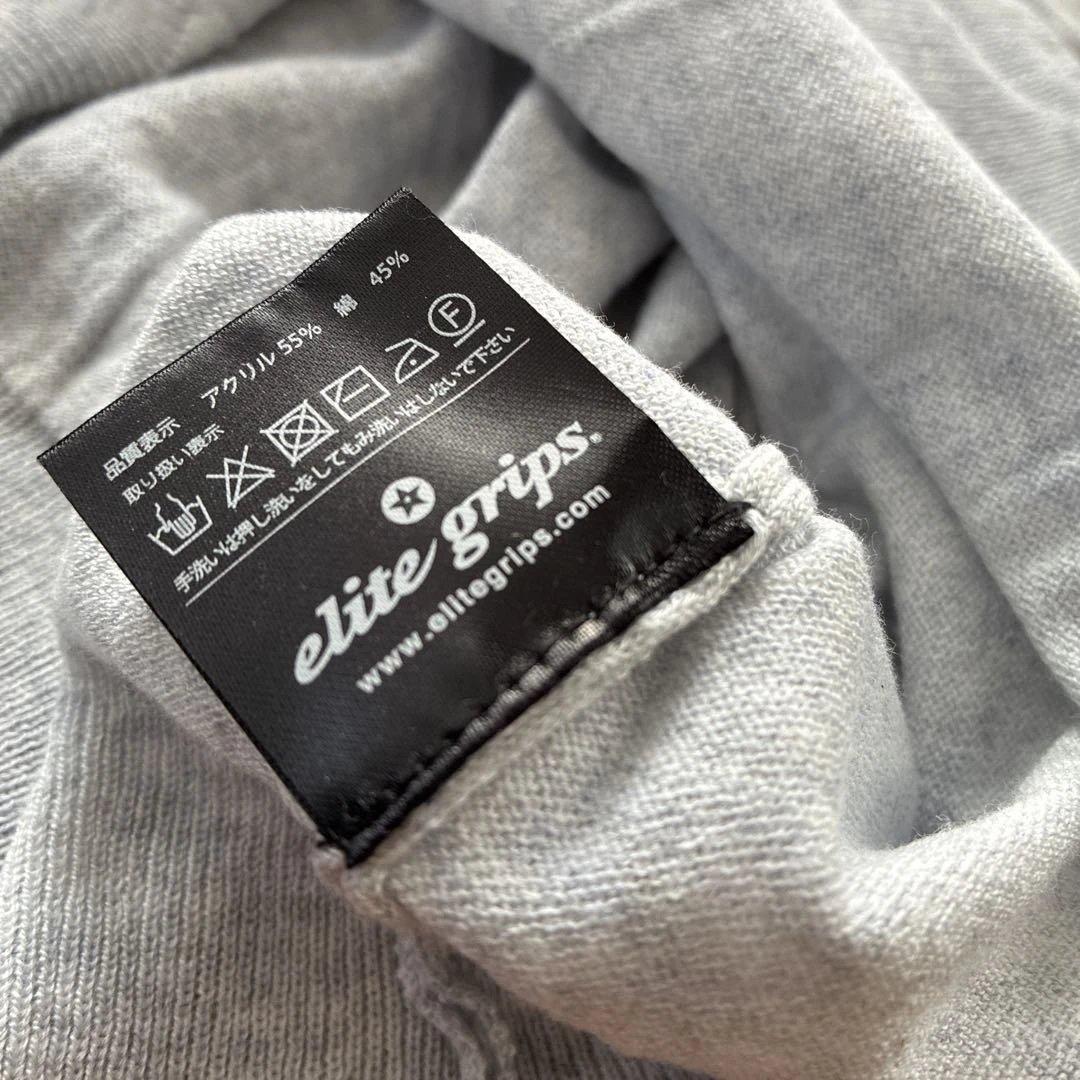 品質表示 アクリル 55% 綿 45%
取り扱い表示
F
手洗いは押し洗いをしてもみ洗いはしないで下さい
elite grips®
www.elitegrips.com